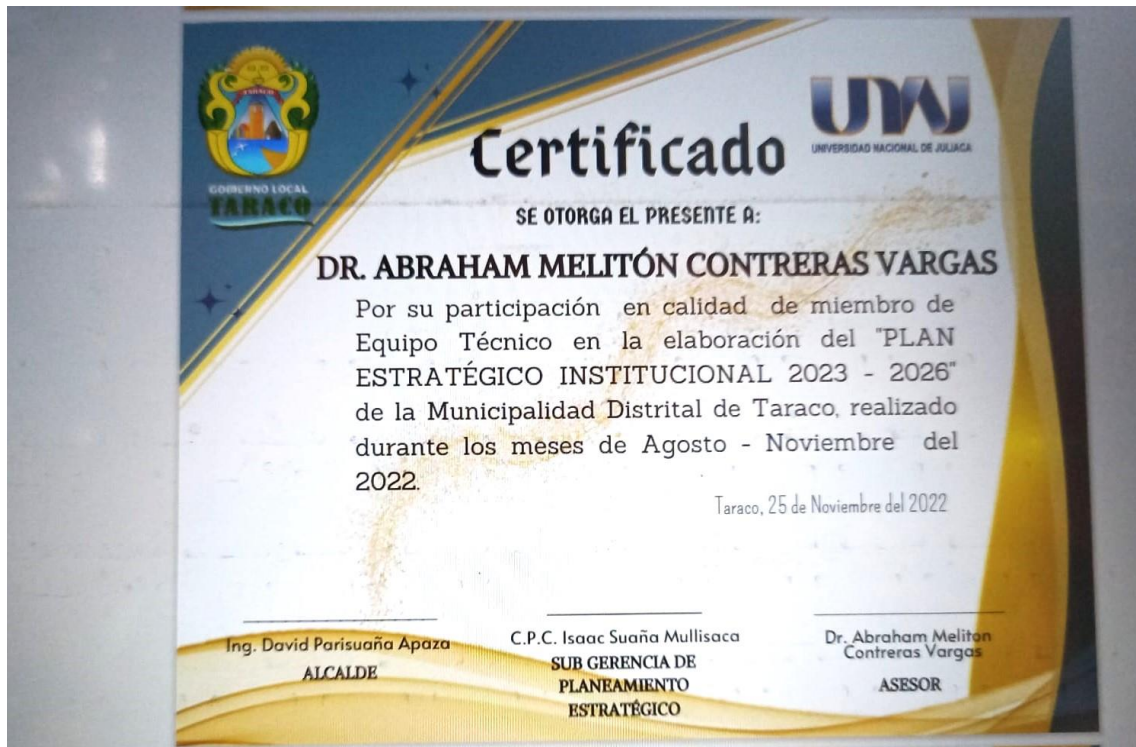 TARACO
GOBIERNO LOCAL
TARACO
UNAJ
UNIVERSIDAD NACIONAL DE JULIACA
Certificado
SE OTORGA EL PRESENTE A:
DR. ABRAHAM MELITÓN CONTRERAS VARGAS
Por su participación en calidad de miembro de
Equipo Técnico en la elaboración del "PLAN
ESTRATÉGICO INSTITUCIONAL 2023 - 2026"
de la Municipalidad Distrital de Taraco, realizado
durante los meses de Agosto - Noviembre del
2022.
Taraco, 25 de Noviembre del 2022
Ing. David Parisuaña Apaza
ALCALDE
C.P.C. Isaac Suaña Mullisaca
SUB GERENCIA DE
PLANEAMIENTO
ESTRATÉGICO
Dr. Abraham Meliton
Contreras Vargas
ASESOR